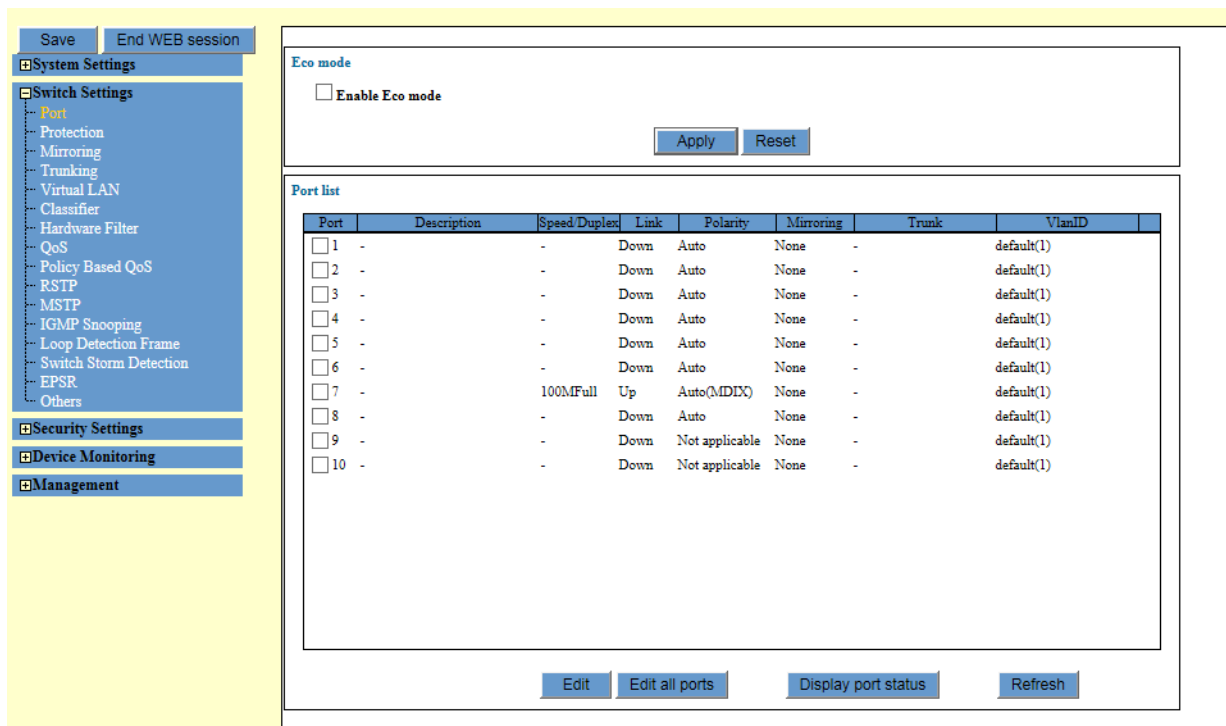 Save End WEB session
System Settings
Switch Settings
Port
Protection
Mirroring
Trunking
Virtual LAN
Classifier
Hardware Filter
QoS
Policy Based QoS
RSTP
MSTP
IGMP Snooping
Loop Detection Frame
Switch Storm Detection
EPSR
Others
Security Settings
Device Monitoring
Management
Eco mode
Enable Eco mode
Apply Reset
Port list
Port Description Speed/Duplex Link Polarity Mirroring Trunk VlanID
1 - - Down Auto None - default(1)
2 - - Down Auto None - default(1)
3 - - Down Auto None - default(1)
4 - - Down Auto None - default(1)
5 - - Down Auto None - default(1)
6 - - Down Auto None - default(1)
7 - 100MFull Up Auto(MDIX) None - default(1)
8 - - Down Auto None - default(1)
9 - - Down Not applicable None - default(1)
10 - - Down Not applicable None - default(1)
Edit Edit all ports Display port status Refresh